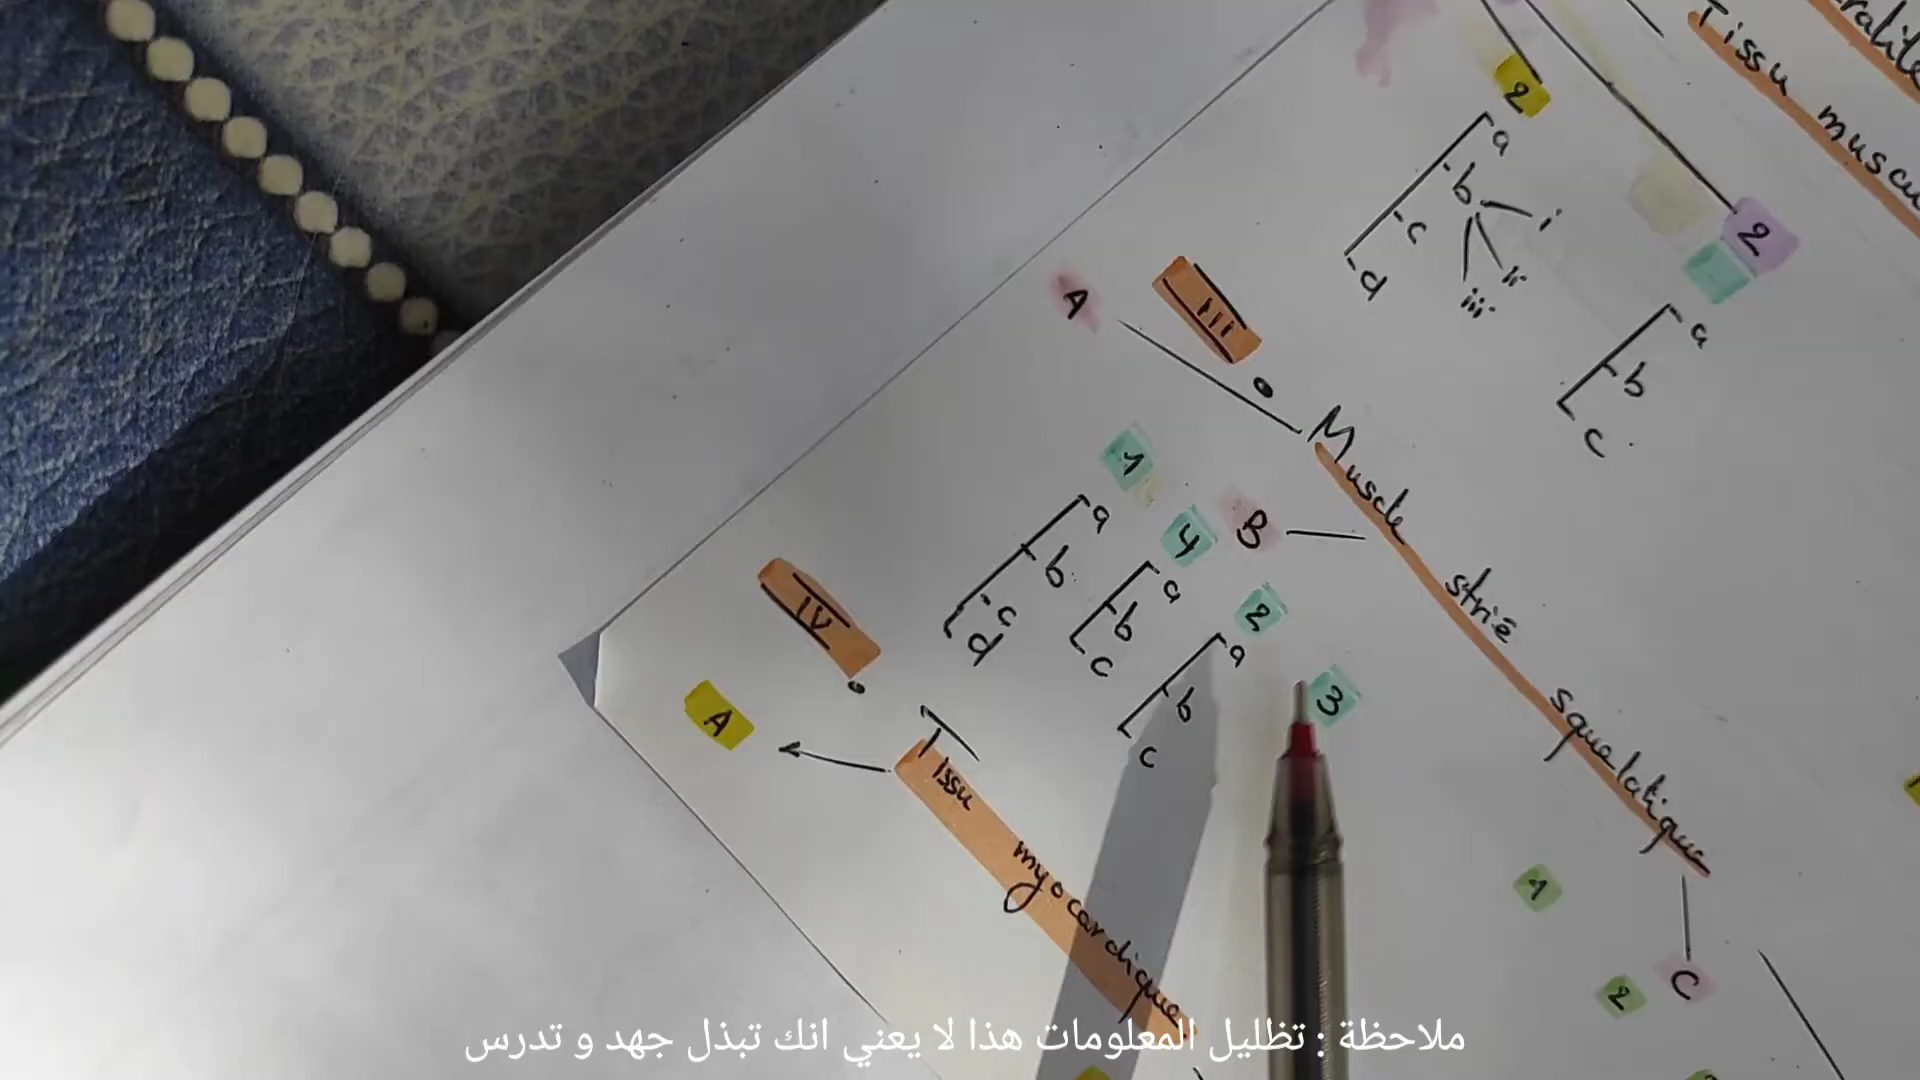 Tissu muscu
2
a
b
c
d
i
ii
iii
2
a
b
c
III
A
Muscle strié squelatique
B
1
a
b
c
d
4
a
b
c
2
a
b
c
3
C
1
2
IV
Tissu myocardique
A
ملاحظة : تظليل المعلومات هذا لا يعني انك تبذل جهد و تدرس